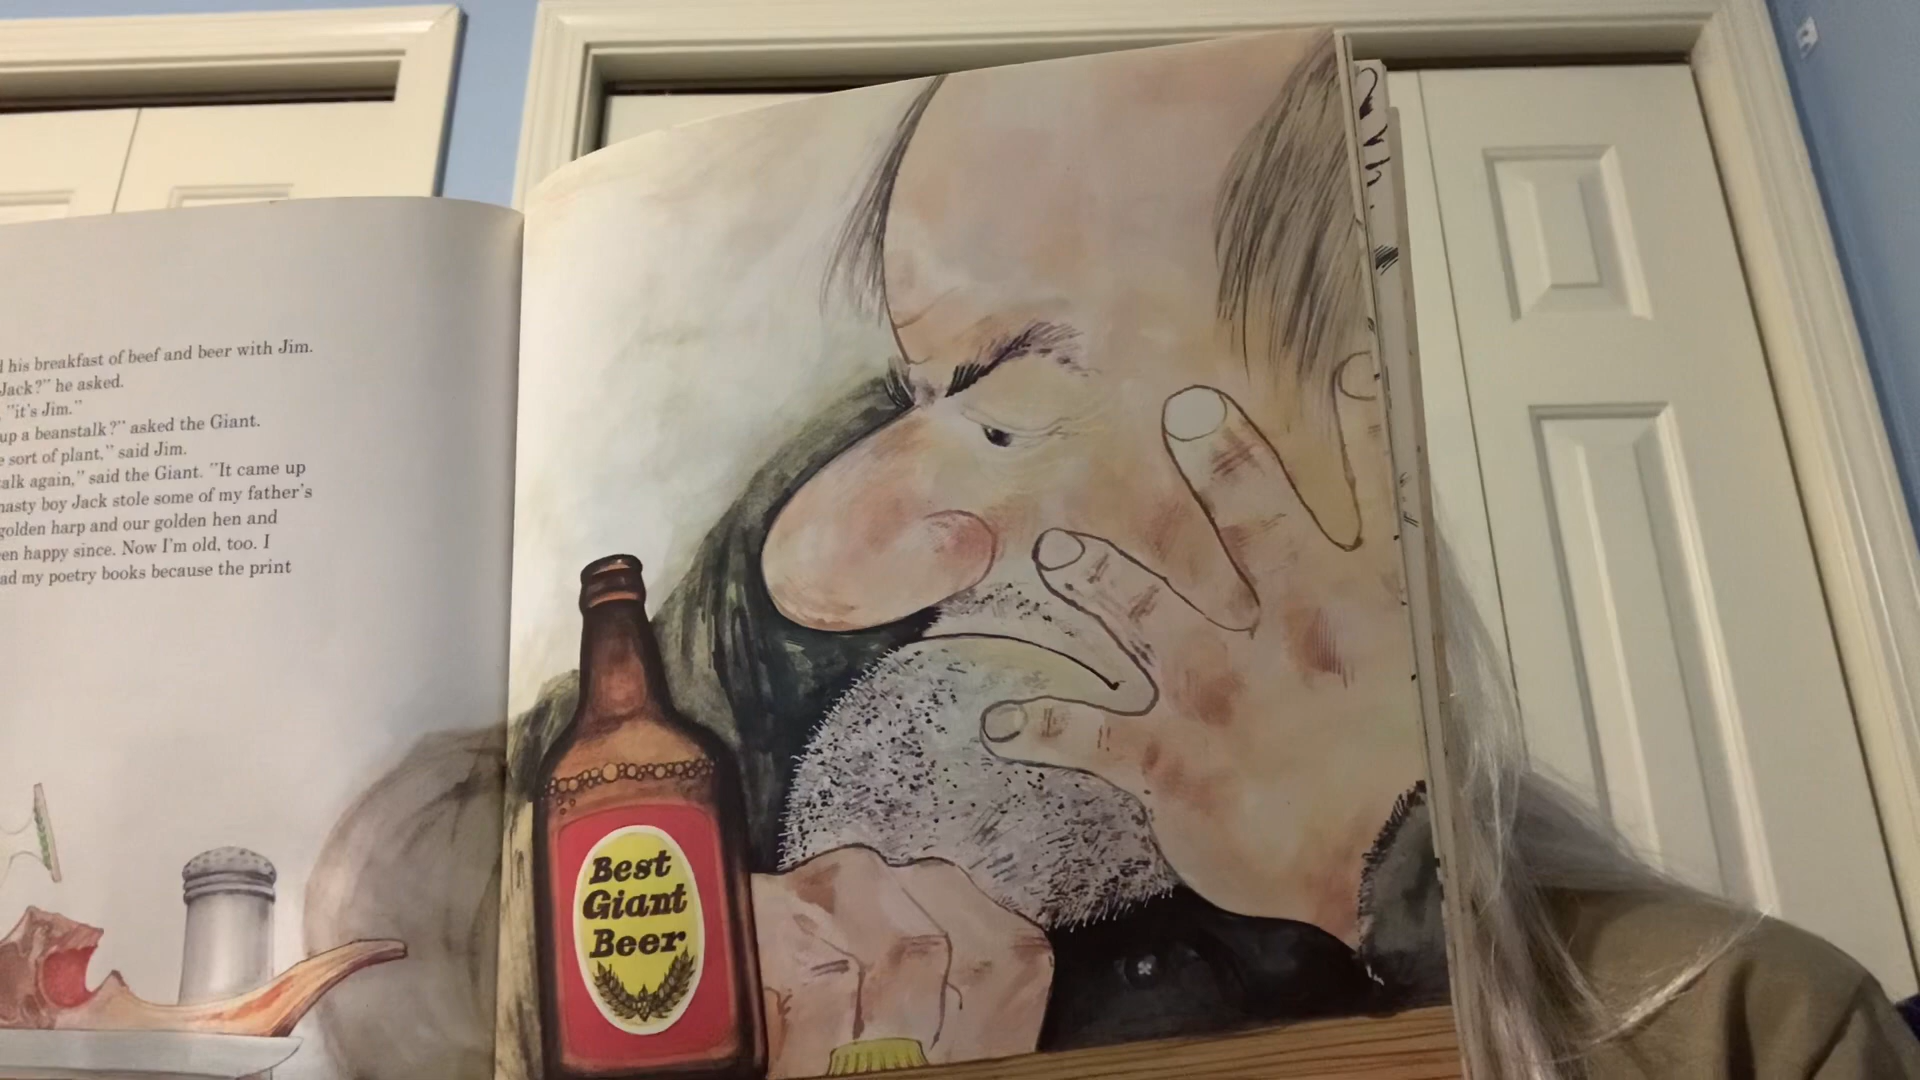 his breakfast of beef and beer with Jim.
Jack?" he asked.
"it's Jim."
up a beanstalk?" asked the Giant.
sort of plant," said Jim.
alk again," said the Giant. "It came up
nasty boy Jack stole some of my father's
golden harp and our golden hen and
en happy since. Now I'm old, too. I
ad my poetry books because the print
Best
Giant
Beer